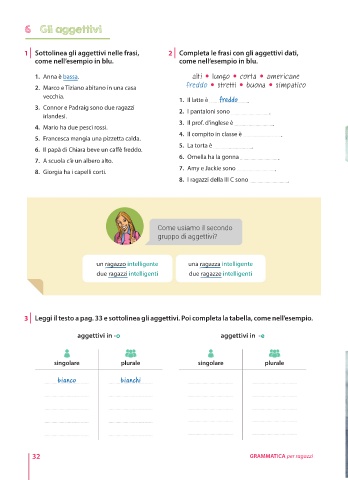 6 Gli aggettivi
1 Sottolinea gli aggettivi nelle frasi, come nell'esempio in blu.
1. Anna è bassa.
2. Marco e Tiziano abitano in una casa vecchia.
3. Connor e Padraig sono due ragazzi irlandesi.
4. Mario ha due pesci rossi.
5. Francesca mangia una pizzetta calda.
6. Il papà di Chiara beve un caffè freddo.
7. A scuola c'è un albero alto.
8. Giorgia ha i capelli corti.
2 Completa le frasi con gli aggettivi dati, come nell'esempio in blu.
alti • lungo • corta • americane
freddo • stretti • buona • simpatico
1. Il latte è freddo.
2. I pantaloni sono
3. Il prof. d'inglese è
4. Il compito in classe è
5. La torta è
6. Ornella ha la gonna
7. Amy e Jackie sono
8. I ragazzi della III C sono
Come usiamo il secondo gruppo di aggettivi?
un ragazzo intelligente
due ragazzi intelligenti
una ragazza intelligente
due ragazze intelligenti
3 Leggi il testo a pag. 33 e sottolinea gli aggettivi. Poi completa la tabella, come nell'esempio.
aggettivi in -o
aggettivi in -e
singolare plurale
singolare plurale
bianco bianchi
32
GRAMMATICA per ragazzi